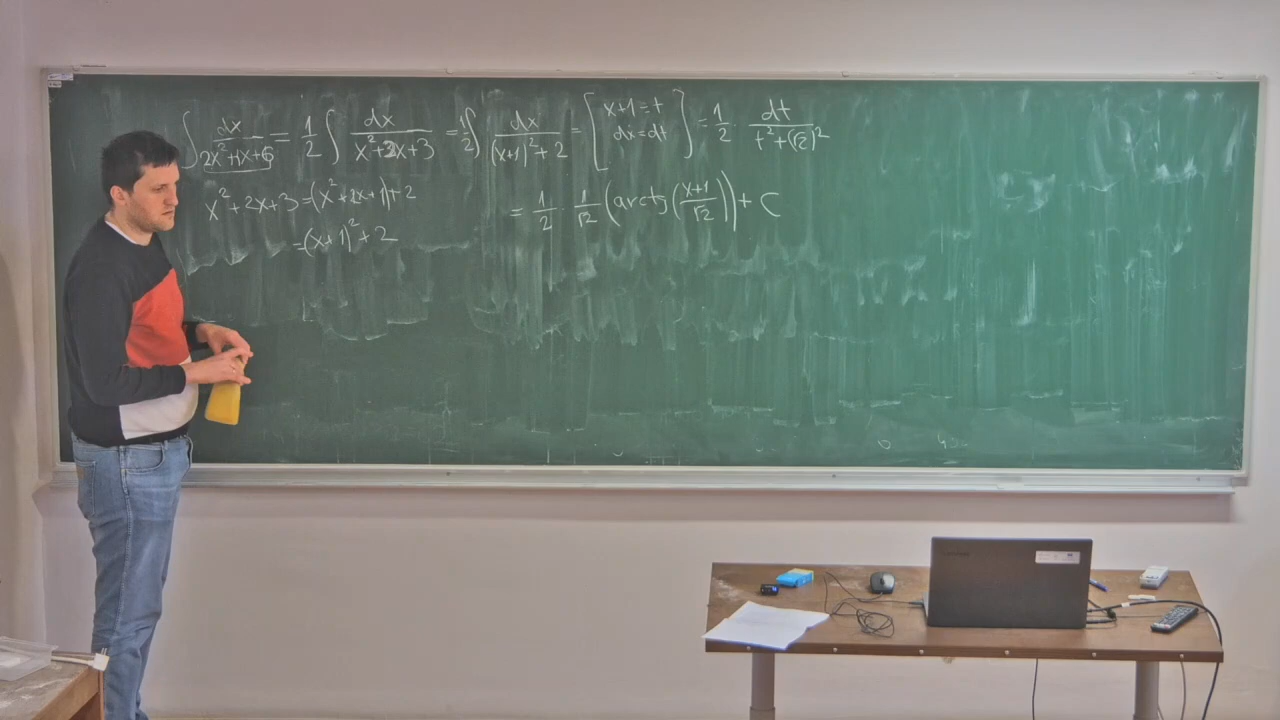 ∫ dx/(2x²+4x+6) = 1/2 ∫ dx/(x²+2x+3) = 1/2 ∫ dx/((x+1)²+2) = [x+1=t dx=dt] = 1/2 dt/(t²+(√2)²)
x²+2x+3=(x²+2x+1)+2
=(x+1)²+2
= 1/2 · 1/√2 (arctg((x+1)/√2))+C